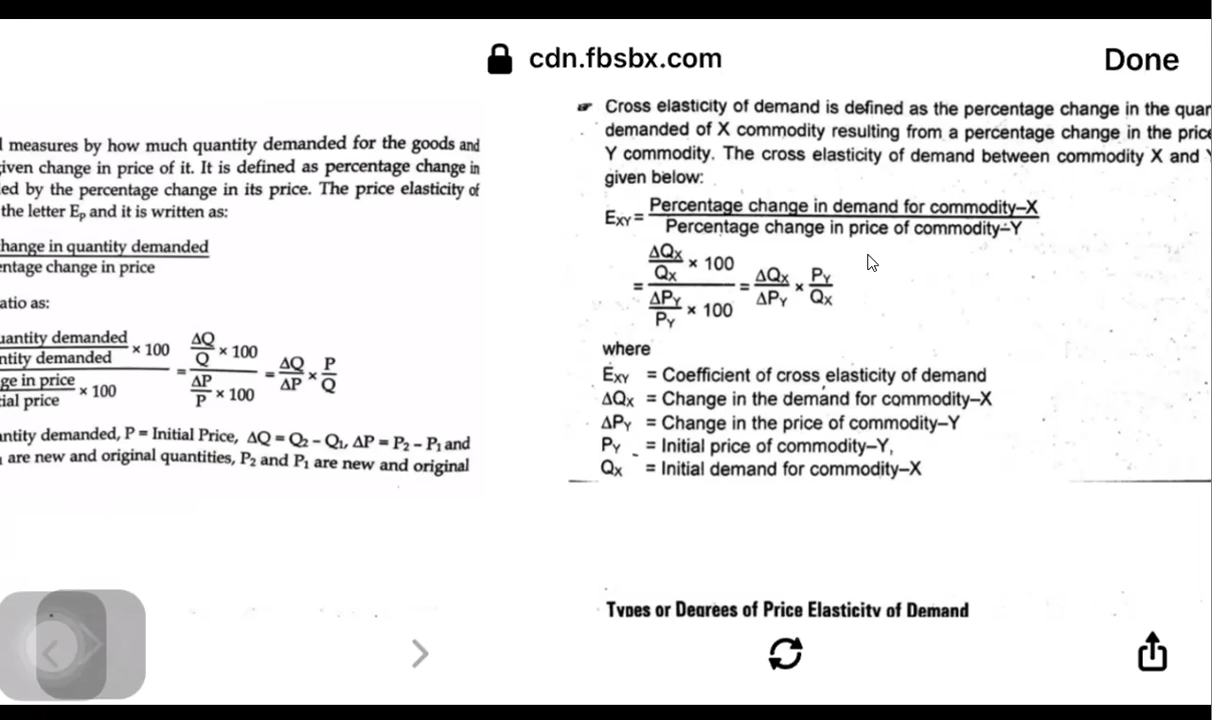 cdn.fbsbx.com
Done
measures by how much quantity demanded for the goods and
iven change in price of it. It is defined as percentage change in
ed by the percentage change in its price. The price elasticity of
the letter Ep and it is written as:
hange in quantity demanded
entage change in price
atio as:
uantity demanded
ntity demanded × 100
ge in price
ial price × 100
= ΔQ/Q × 100 / ΔP/P × 100 = ΔQ/ΔP × P/Q
ntity demanded, P = Initial Price, ΔQ = Q₂ – Q₁, ΔP = P₂ – P₁ and
are new and original quantities, P₂ and P₁ are new and original
☞ Cross elasticity of demand is defined as the percentage change in the quar
demanded of X commodity resulting from a percentage change in the price
Y commodity. The cross elasticity of demand between commodity X and Y
given below:
EXY = Percentage change in demand for commodity–X / Percentage change in price of commodity–Y
= ΔQX/QX × 100 / ΔPY/PY × 100 = ΔQX/ΔPY × PY/QX
where
EXY = Coefficient of cross elasticity of demand
ΔQX = Change in the demand for commodity–X
ΔPY = Change in the price of commodity–Y
PY = Initial price of commodity–Y,
QX = Initial demand for commodity–X
Types or Degrees of Price Elasticity of Demand